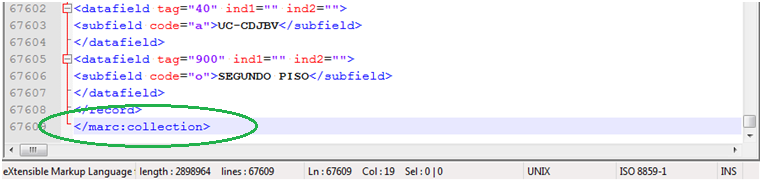 67602 <datafield tag="40" ind1="" ind2="">
67603 <subfield code="a">UC-CDJBV</subfield>
67604 </datafield>
67605 <datafield tag="900" ind1="" ind2="">
67606 <subfield code="o">SEGUNDO PISO</subfield>
67607 </datafield>
67608 </record>
67609 </marc:collection>
eXtensible Markup Language length : 2898964 lines : 67609 Ln : 67609 Col : 19 Sel : 0 | 0 UNIX ISO 8859-1 INS